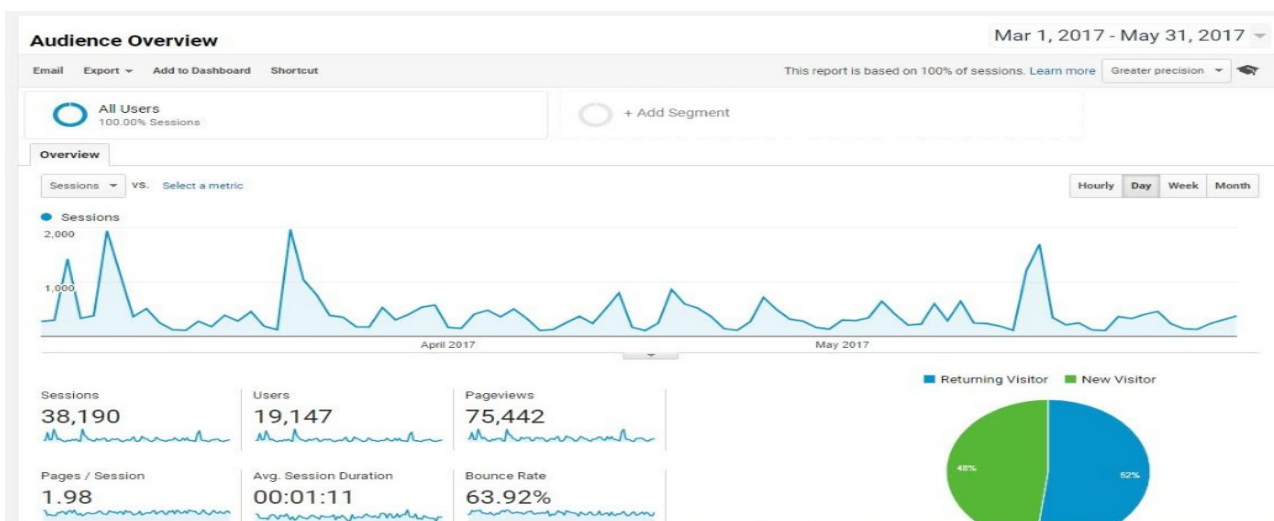 Audience Overview
Mar 1, 2017 - May 31, 2017
Email Export Add to Dashboard Shortcut
This report is based on 100% of sessions. Learn more Greater precision
All Users
100.00% Sessions
+ Add Segment
Overview
Sessions VS. Select a metric
Hourly Day Week Month
Sessions
2,000
1,000
April 2017
May 2017
Returning Visitor New Visitor
Sessions
38,190
Users
19,147
Pageviews
75,442
48%
52%
Pages / Session
1.98
Avg. Session Duration
00:01:11
Bounce Rate
63.92%